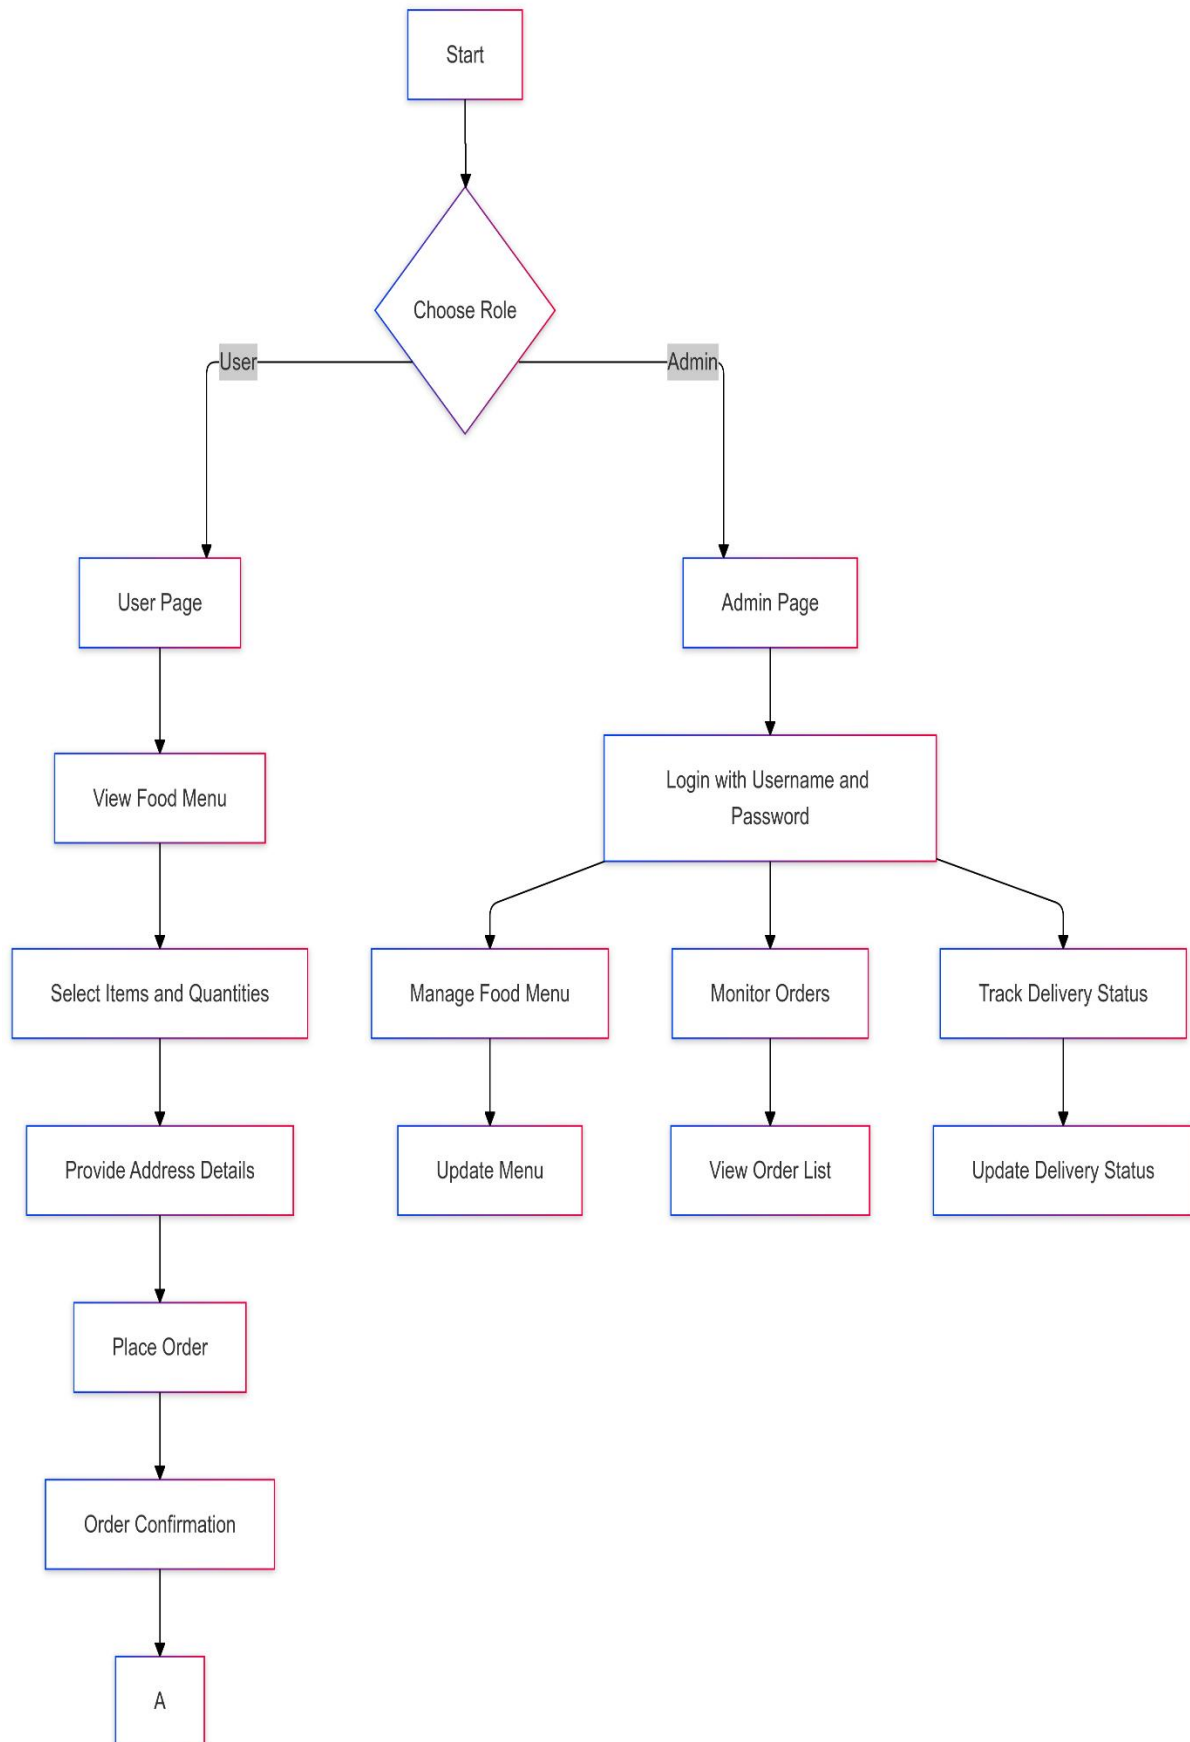 Start
Choose Role
User
Admin
User Page
Admin Page
View Food Menu
Login with Username and
Password
Select Items and Quantities
Manage Food Menu
Monitor Orders
Track Delivery Status
Provide Address Details
Update Menu
View Order List
Update Delivery Status
Place Order
Order Confirmation
A